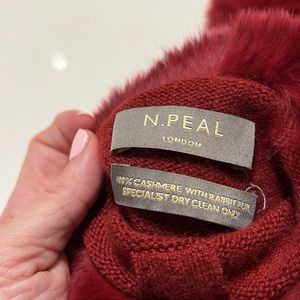 N.PEAL
LONDON
100% CASHMERE WITH RABBIT FUR
SPECIALIST DRY CLEAN ONLY